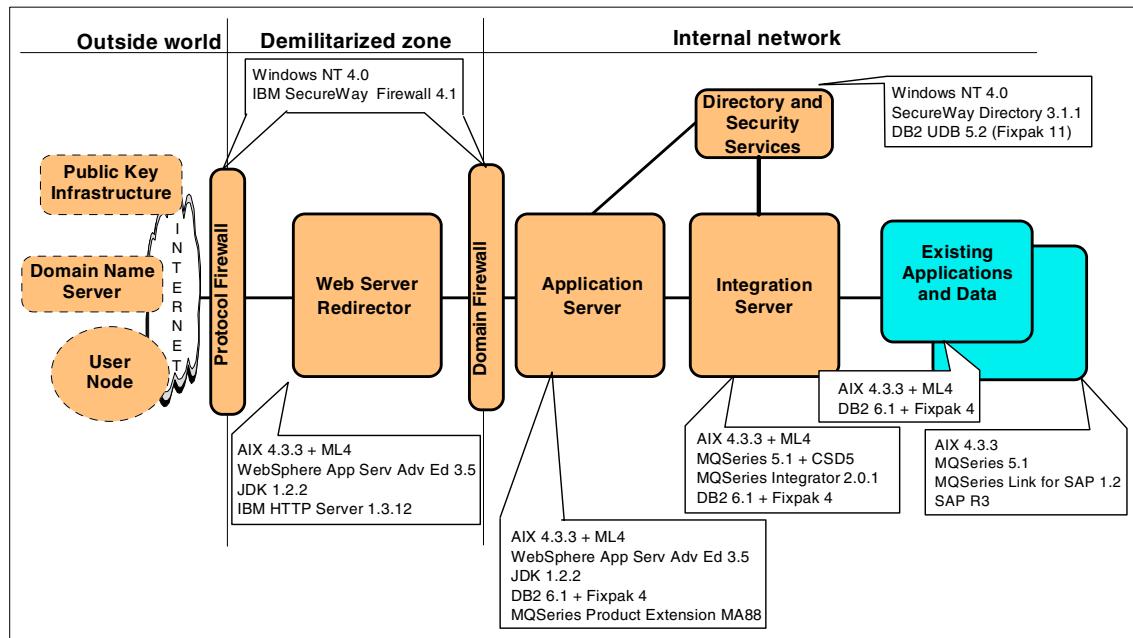 Outside world
Demilitarized zone
Internal network
Windows NT 4.0
IBM SecureWay Firewall 4.1
Directory and
Security
Services
Windows NT 4.0
SecureWay Directory 3.1.1
DB2 UDB 5.2 (Fixpak 11)
Public Key
Infrastructure
Domain Name
Server
User
Node
INTERNET
Protocol Firewall
Web Server
Redirector
Domain Firewall
Application
Server
Integration
Server
Existing
Applications
and Data
AIX 4.3.3 + ML4
WebSphere App Serv Adv Ed 3.5
JDK 1.2.2
IBM HTTP Server 1.3.12
AIX 4.3.3 + ML4
WebSphere App Serv Adv Ed 3.5
JDK 1.2.2
DB2 6.1 + Fixpak 4
MQSeries Product Extension MA88
AIX 4.3.3 + ML4
MQSeries 5.1 + CSD5
MQSeries Integrator 2.0.1
DB2 6.1 + Fixpak 4
AIX 4.3.3 + ML4
DB2 6.1 + Fixpak 4
AIX 4.3.3
MQSeries 5.1
MQSeries Link for SAP 1.2
SAP R3